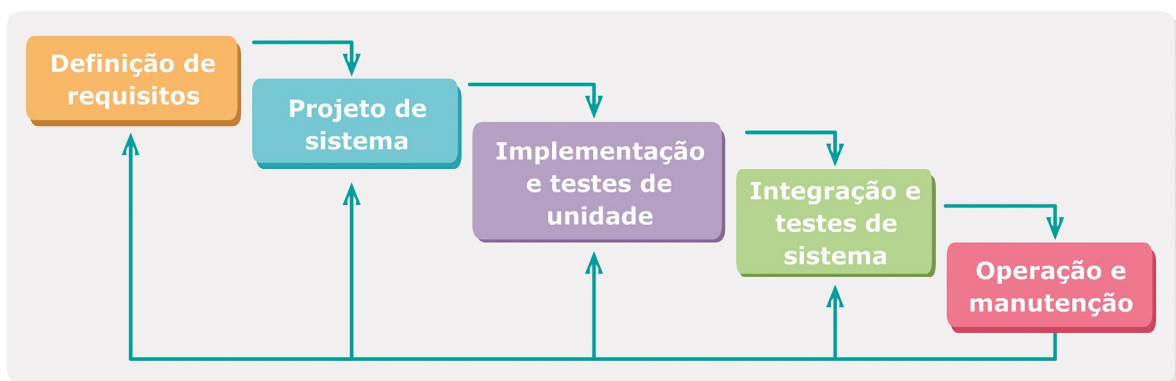 Definição de
requisitos
Projeto de
sistema
Implementação
e testes de
unidade
Integração e
testes de
sistema
Operação e
manutenção